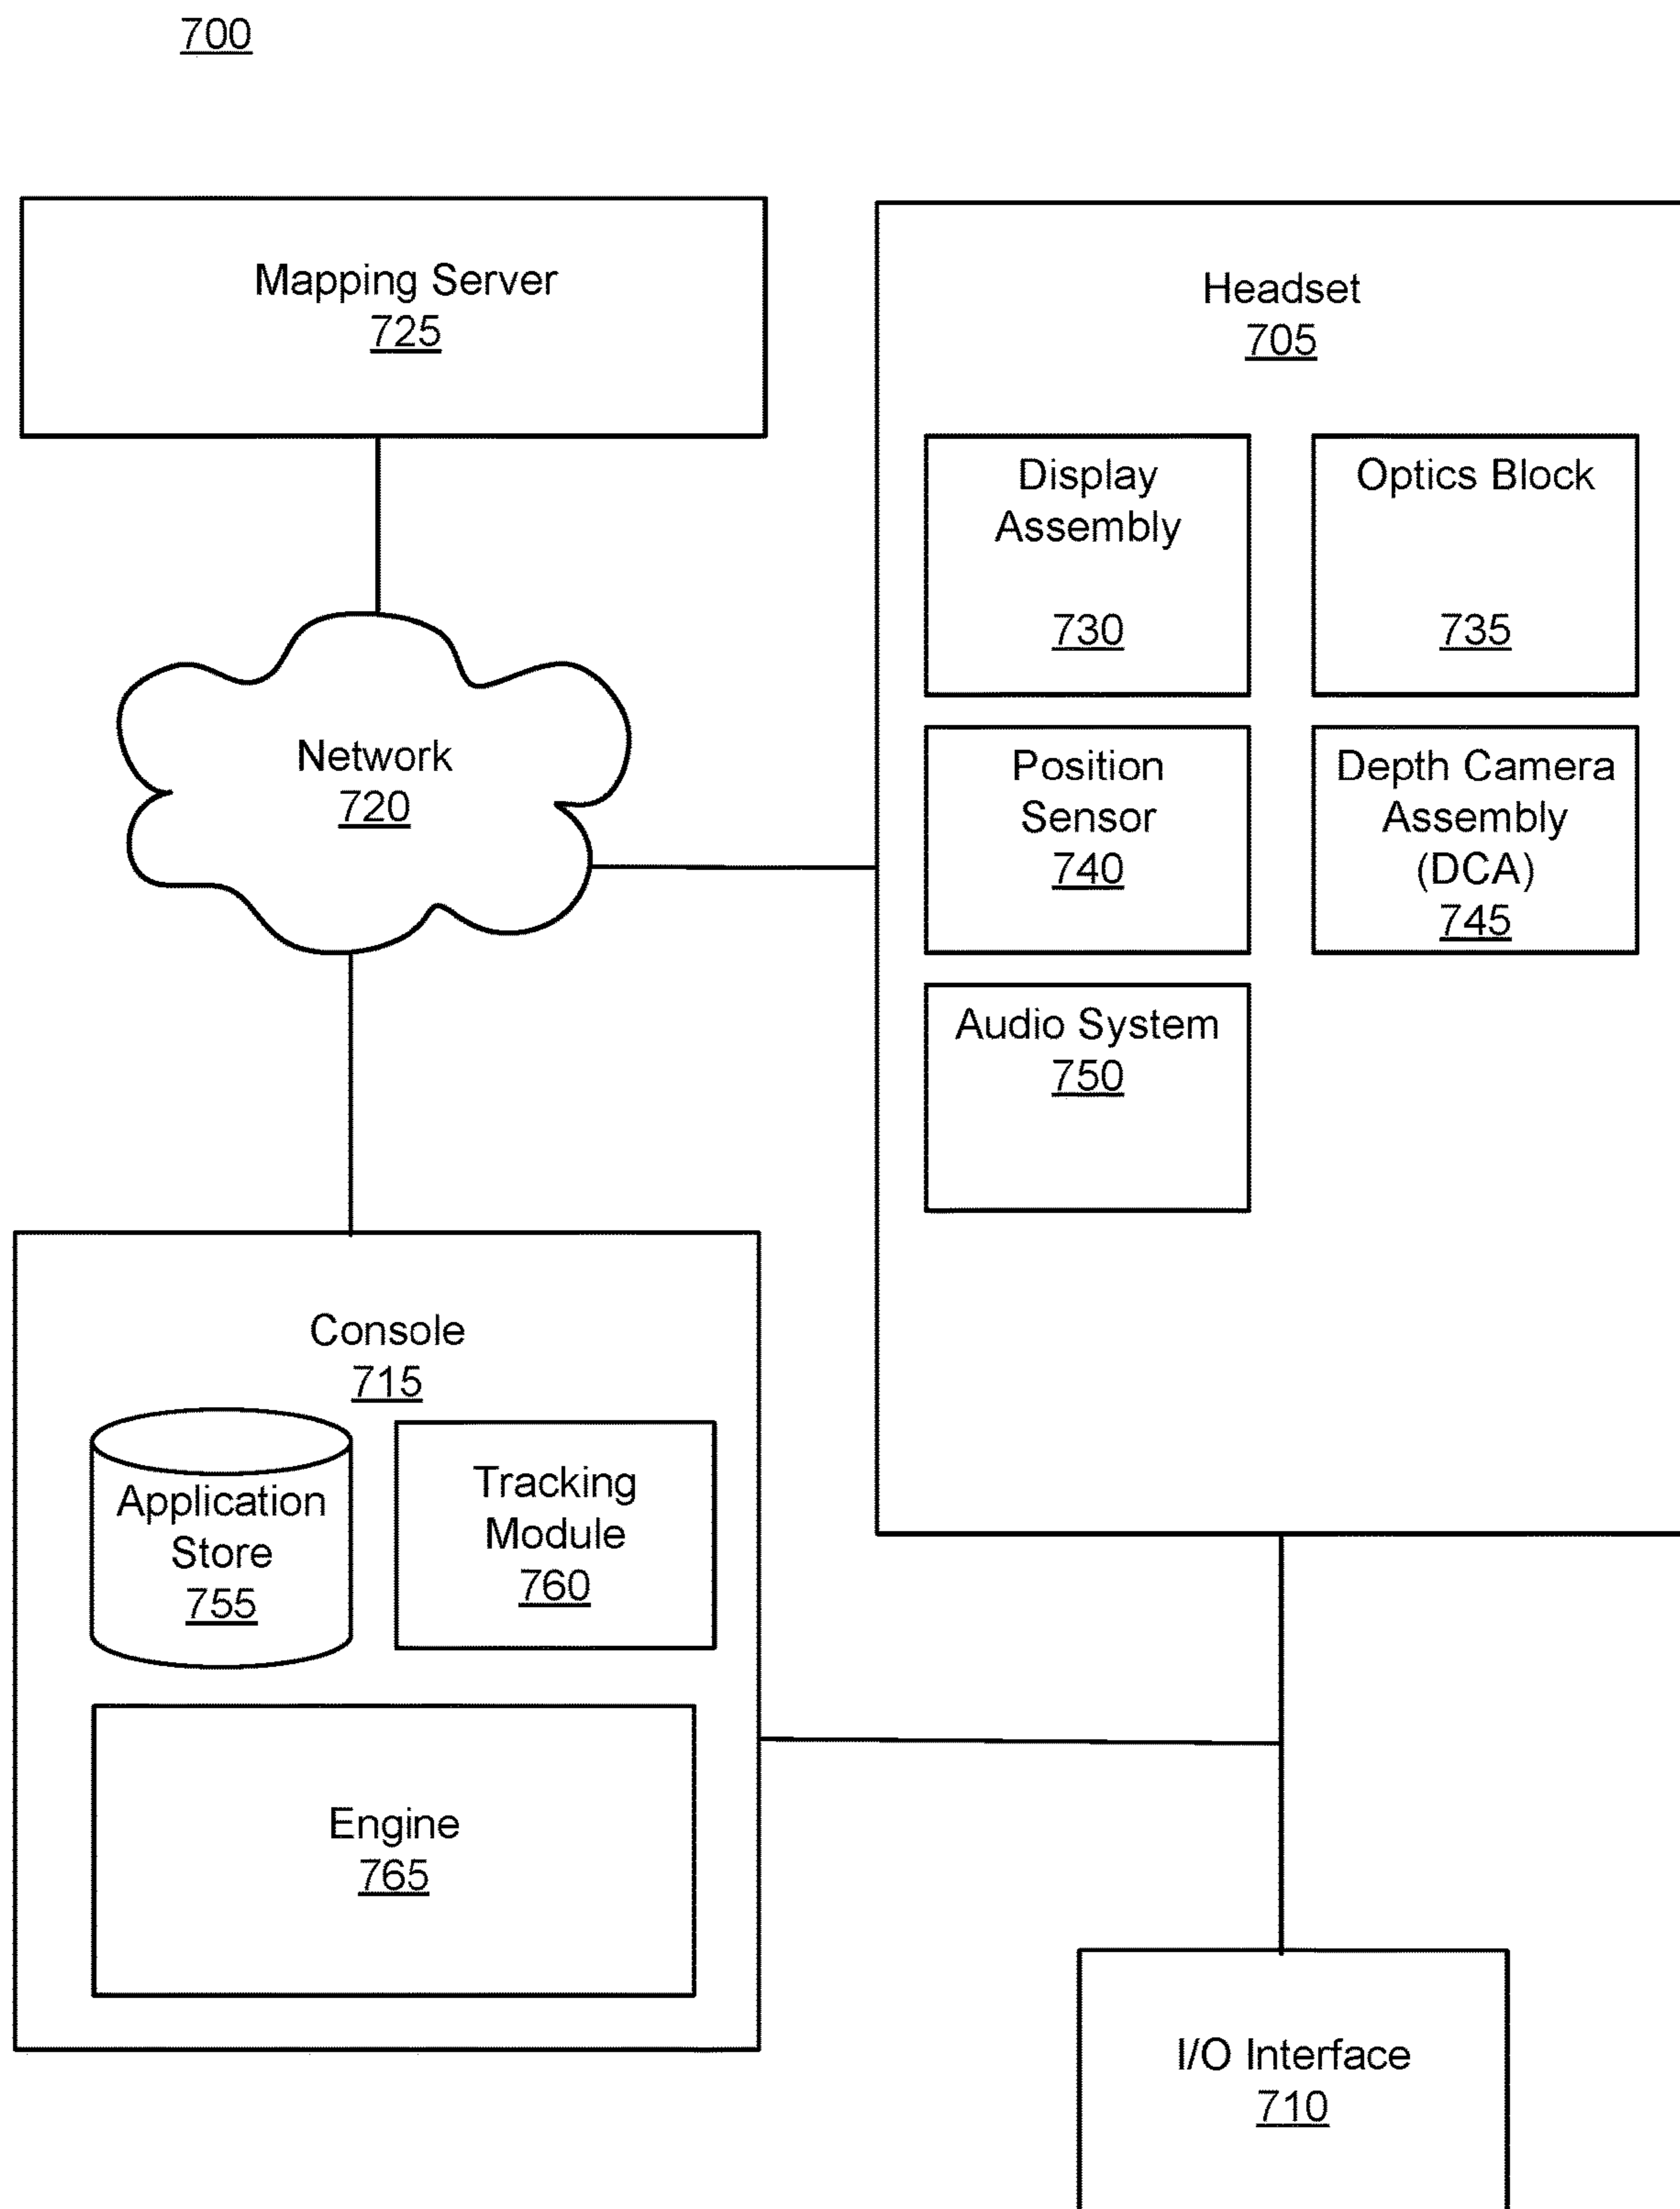 700
Mapping Server
725
Headset
705
Display
Assembly
730
Optics Block
735
Network
720
Position
Sensor
740
Depth Camera
Assembly
(DCA)
745
Audio System
750
Console
715
Application
Store
755
Tracking
Module
760
Engine
765
I/O Interface
710